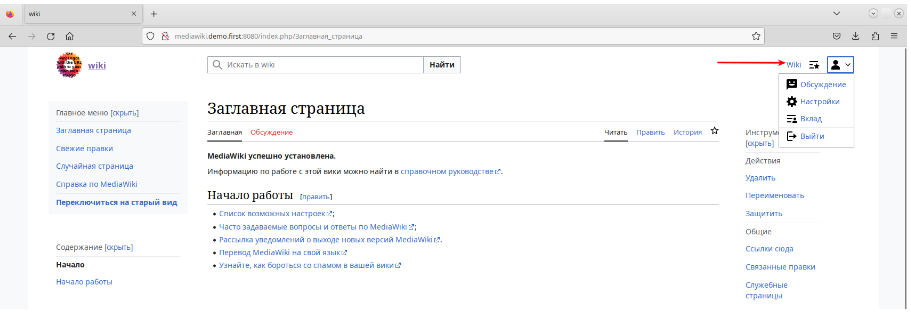 wiki
mediawiki.demo.first:8080/index.php/Заглавная_страница
wiki
Искать в wiki
Найти
Wiki
Обсуждение
Настройки
Вклад
Выйти
Главное меню [скрыть]
Заглавная страница
Свежие правки
Случайная страница
Справка по MediaWiki
Переключиться на старый вид
Содержание [скрыть]
Начало
Начало работы
Заглавная страница
Заглавная Обсуждение
Читать Править История
MediaWiki успешно установлена.
Информацию по работе с этой вики можно найти в справочном руководстве.
Начало работы [править]
• Список возможных настроек;
• Часто задаваемые вопросы и ответы по MediaWiki;
• Рассылка уведомлений о выходе новых версий MediaWiki.
• Перевод MediaWiki на свой язык
• Узнайте, как бороться со спамом в вашей вики
Инструме
[скрыть]
Действия
Удалить
Переименовать
Защитить
Общие
Ссылки сюда
Связанные правки
Служебные
страницы